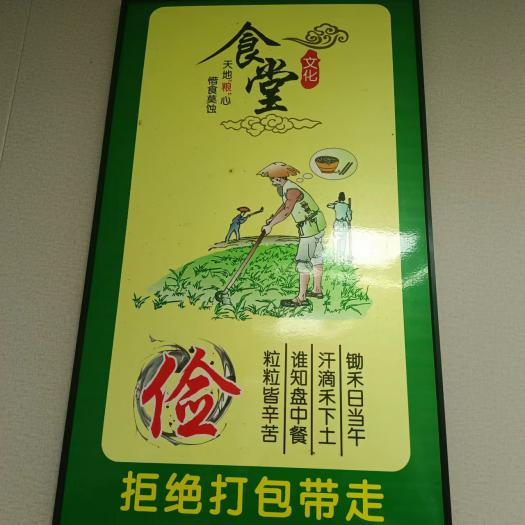 食堂
文化
天地"粮"心
惜食莫蚀
俭
锄禾日当午
汗滴禾下土
谁知盘中餐
粒粒皆辛苦
拒绝打包带走